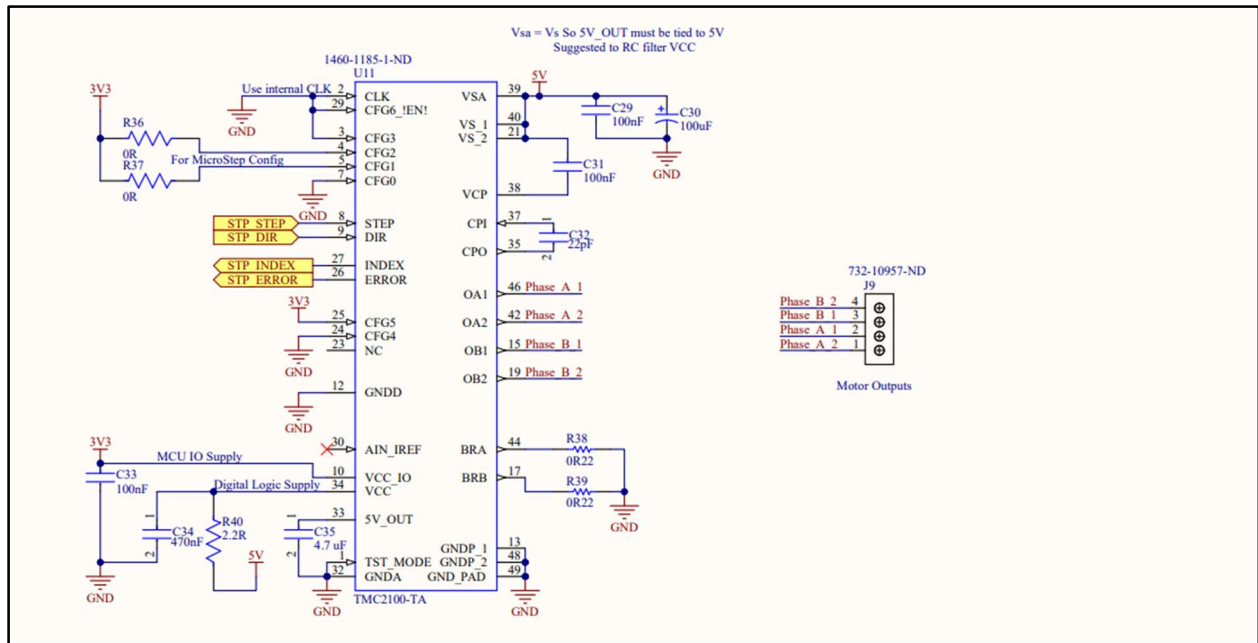 Vsa = Vs So 5V_OUT must be tied to 5V
Suggested to RC filter VCC
1460-1185-1-ND
U11
3V3
Use internal CLK
GND
R36
0R
R37
0R
For MicroStep Config
GND
2 CLK
29 CFG6_!EN!
3 CFG3
4 CFG2
5 CFG1
7 CFG0
STP_STEP 8 STEP
STP_DIR 9 DIR
STP_INDEX 27 INDEX
STP_ERROR 26 ERROR
3V3
25 CFG5
24 CFG4
23 NC
GND
12 GNDD
GND
30 AIN_IREF
3V3
MCU IO Supply
10 VCC_IO
Digital Logic Supply
34 VCC
C33
100nF
33 5V_OUT
1
C34
470nF
2
R40
2.2R
5V
1
C35
4.7 uF
2
1 TST_MODE
32 GNDA
GND
GND
TMC2100-TA
5V
VSA 39
VS_1 40
VS_2 21
C29
100nF
C30
100uF
GND
C31
100nF
VCP 38
CPI 37
1
C32
22pF
2
CPO 35
OA1 46 Phase_A_1
OA2 42 Phase_A_2
OB1 15 Phase_B_1
OB2 19 Phase_B_2
BRA 44
R38
0R22
BRB 17
R39
0R22
GND
GNDP_1 13
GNDP_2 48
GND_PAD 49
GND
732-10957-ND
J9
Phase_B_2 4
Phase_B_1 3
Phase_A_1 2
Phase_A_2 1
Motor Outputs